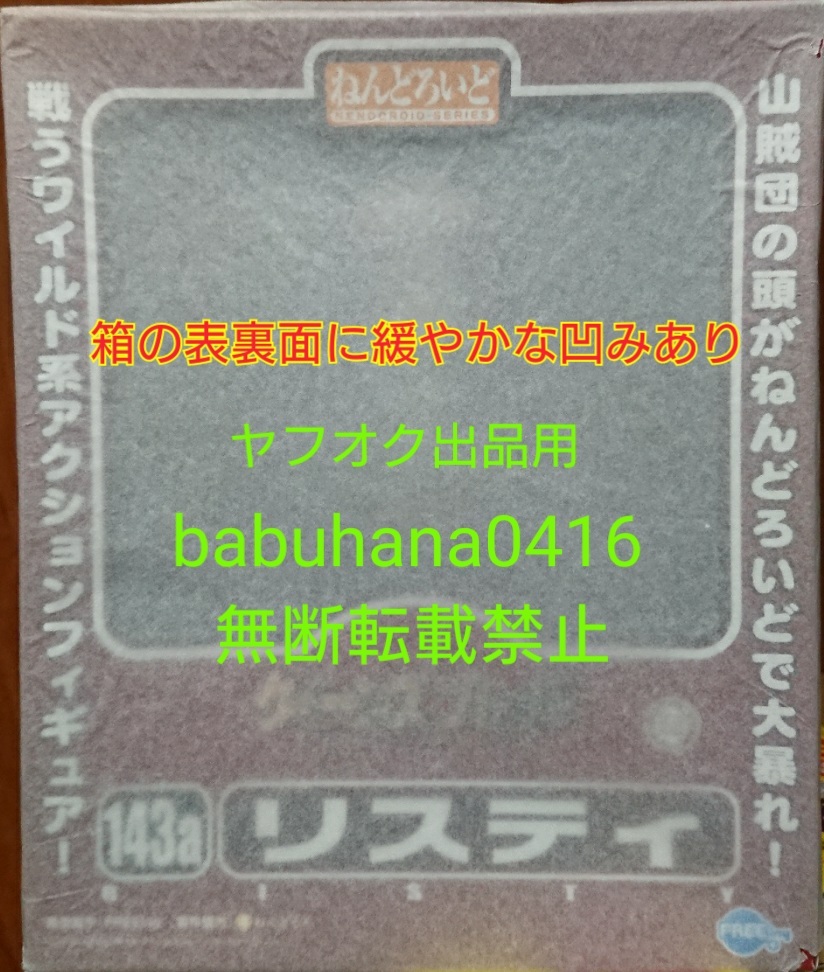 ねんどろいど
NENDOROID-SERIES
山賊団の頭がねんどろいどで大暴れ！
戦うワイルド系アクションフィギュア！
箱の表裏面に緩やかな凹みあり
ヤフオク出品用
babuhana0416
無断転載禁止
143a
リスティ
RISTY
FREEing